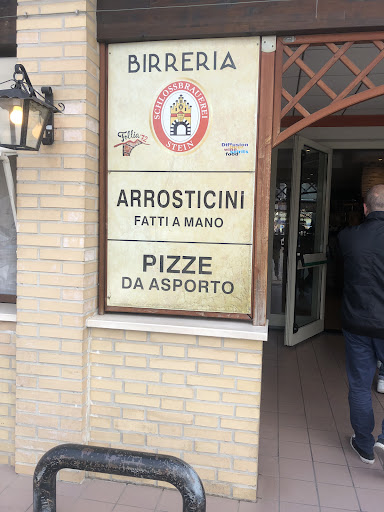 BIRRERIA
SCHLOSSBRAUEREI
STEIN
ARROSTICINI
FATTI A MANO
PIZZE
DA ASPORTO